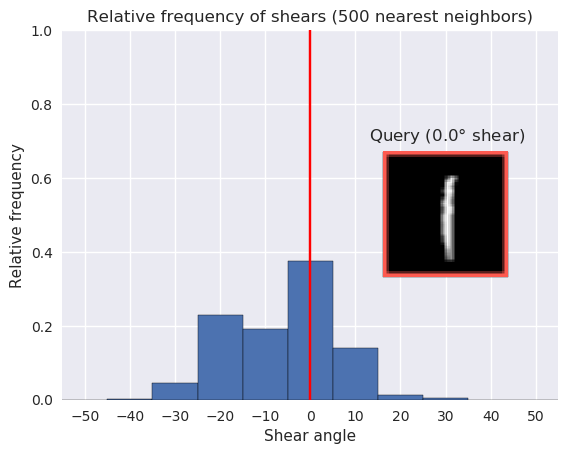 Relative frequency of shears (500 nearest neighbors)
1.0
0.8
0.6
0.4
0.2
0.0
Relative frequency
Query (0.0° shear)
−50 −40 −30 −20 −10 0 10 20 30 40 50
Shear angle